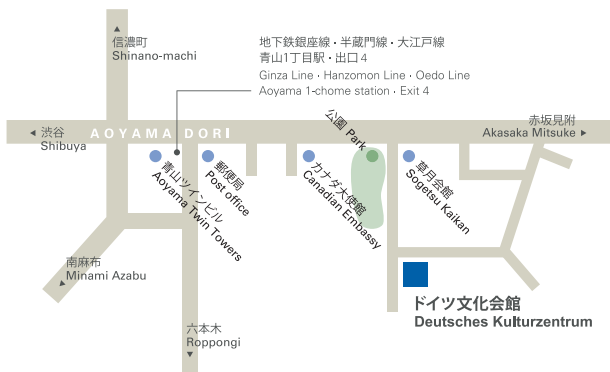 信濃町
Shinano-machi
地下鉄銀座線・半蔵門線・大江戸線
青山1丁目駅・出口4
Ginza Line · Hanzomon Line · Oedo Line
Aoyama 1-chome station · Exit 4
渋谷
Shibuya
AOYAMA DORI
赤坂見附
Akasaka Mitsuke
青山ツインビル
Aoyama Twin Towers
郵便局
Post office
カナダ大使館
Canadian Embassy
公園 Park
草月会館
Sogetsu Kaikan
南麻布
Minami Azabu
六本木
Roppongi
ドイツ文化会館
Deutsches Kulturzentrum